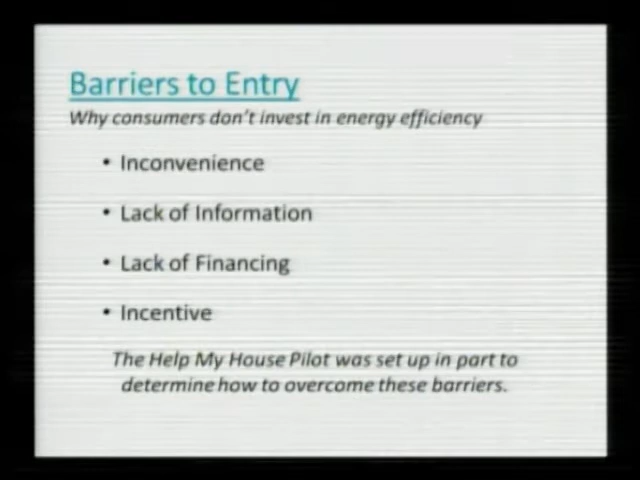 Barriers to Entry
Why consumers don't invest in energy efficiency
• Inconvenience
• Lack of Information
• Lack of Financing
• Incentive
The Help My House Pilot was set up in part to
determine how to overcome these barriers.